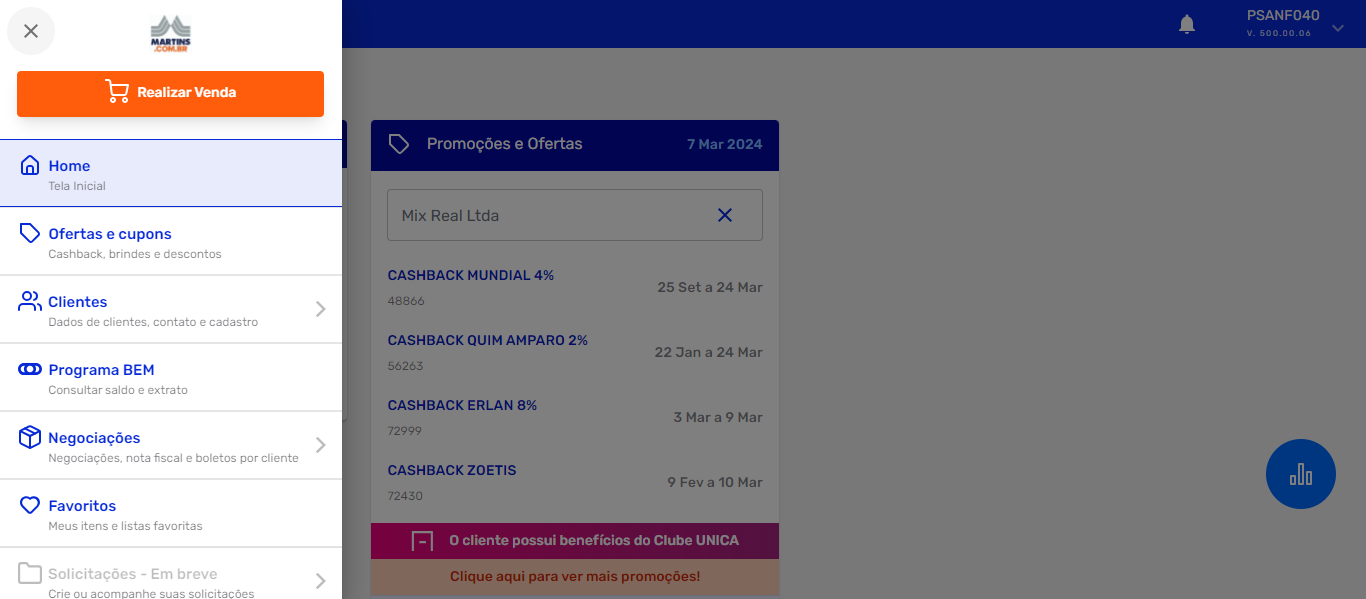 MARTINS
.COM.BR
Realizar Venda
Home
Tela Inicial
Ofertas e cupons
Cashback, brindes e descontos
Clientes
Dados de clientes, contato e cadastro
Programa BEM
Consultar saldo e extrato
Negociações
Negociações, nota fiscal e boletos por cliente
Favoritos
Meus itens e listas favoritas
Solicitações - Em breve
Crie ou acompanhe suas solicitações
PSANF040
V. 500.00.06
Promoções e Ofertas 7 Mar 2024
Mix Real Ltda
CASHBACK MUNDIAL 4%
48866
25 Set a 24 Mar
CASHBACK QUIM AMPARO 2%
56263
22 Jan a 24 Mar
CASHBACK ERLAN 8%
72999
3 Mar a 9 Mar
CASHBACK ZOETIS
72430
9 Fev a 10 Mar
O cliente possui benefícios do Clube UNICA
Clique aqui para ver mais promoções!